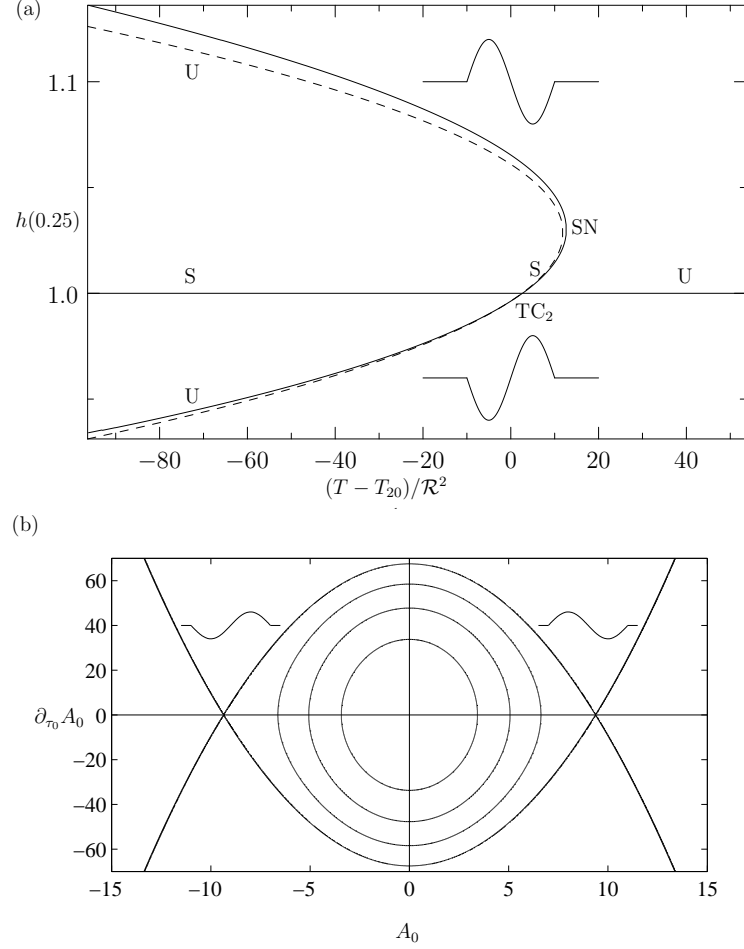 (a)
1.1
U
h(0.25)
SN
S
S
U
1.0
TC₂
U
−80 −60 −40 −20 0 20 40
(T − T₂₀)/ℛ²
(b)
60
40
20
∂τ₀A₀ 0
−20
−40
−60
−15 −10 −5 0 5 10 15
A₀